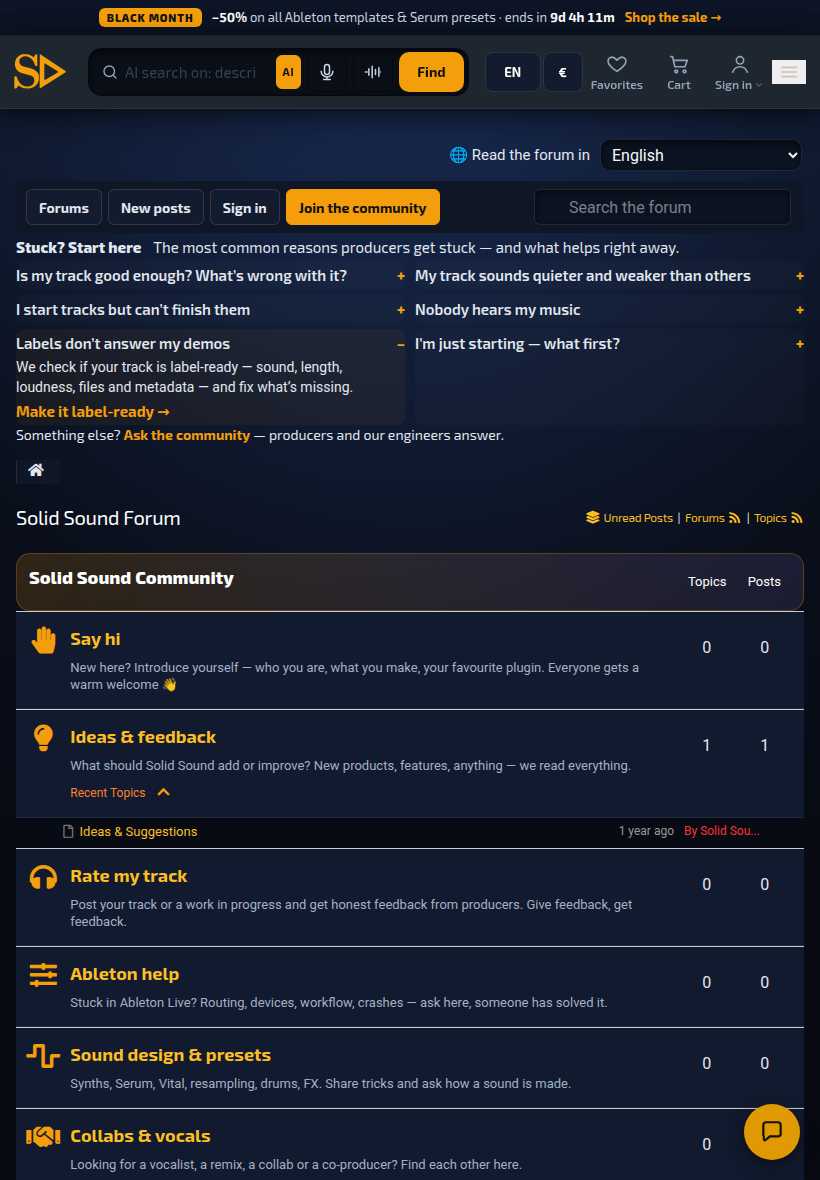 BLACK MONTH −50% on all Ableton templates & Serum presets · ends in 9d 4h 11m Shop the sale →
AI search on: descri AI Find EN € Favorites Cart Sign in
🌐 Read the forum in English
Forums New posts Sign in Join the community Search the forum
Stuck? Start here The most common reasons producers get stuck — and what helps right away.
Is my track good enough? What's wrong with it? + My track sounds quieter and weaker than others +
I start tracks but can't finish them + Nobody hears my music +
Labels don't answer my demos − I'm just starting — what first? +
We check if your track is label-ready — sound, length,
loudness, files and metadata — and fix what's missing.
Make it label-ready →
Something else? Ask the community — producers and our engineers answer.
Solid Sound Forum Unread Posts | Forums | Topics
Solid Sound Community Topics Posts
Say hi 0 0
New here? Introduce yourself — who you are, what you make, your favourite plugin. Everyone gets a
warm welcome 👋
Ideas & feedback 1 1
What should Solid Sound add or improve? New products, features, anything — we read everything.
Recent Topics
Ideas & Suggestions 1 year ago By Solid Sou...
Rate my track 0 0
Post your track or a work in progress and get honest feedback from producers. Give feedback, get
feedback.
Ableton help 0 0
Stuck in Ableton Live? Routing, devices, workflow, crashes — ask here, someone has solved it.
Sound design & presets 0 0
Synths, Serum, Vital, resampling, drums, FX. Share tricks and ask how a sound is made.
Collabs & vocals 0
Looking for a vocalist, a remix, a collab or a co-producer? Find each other here.